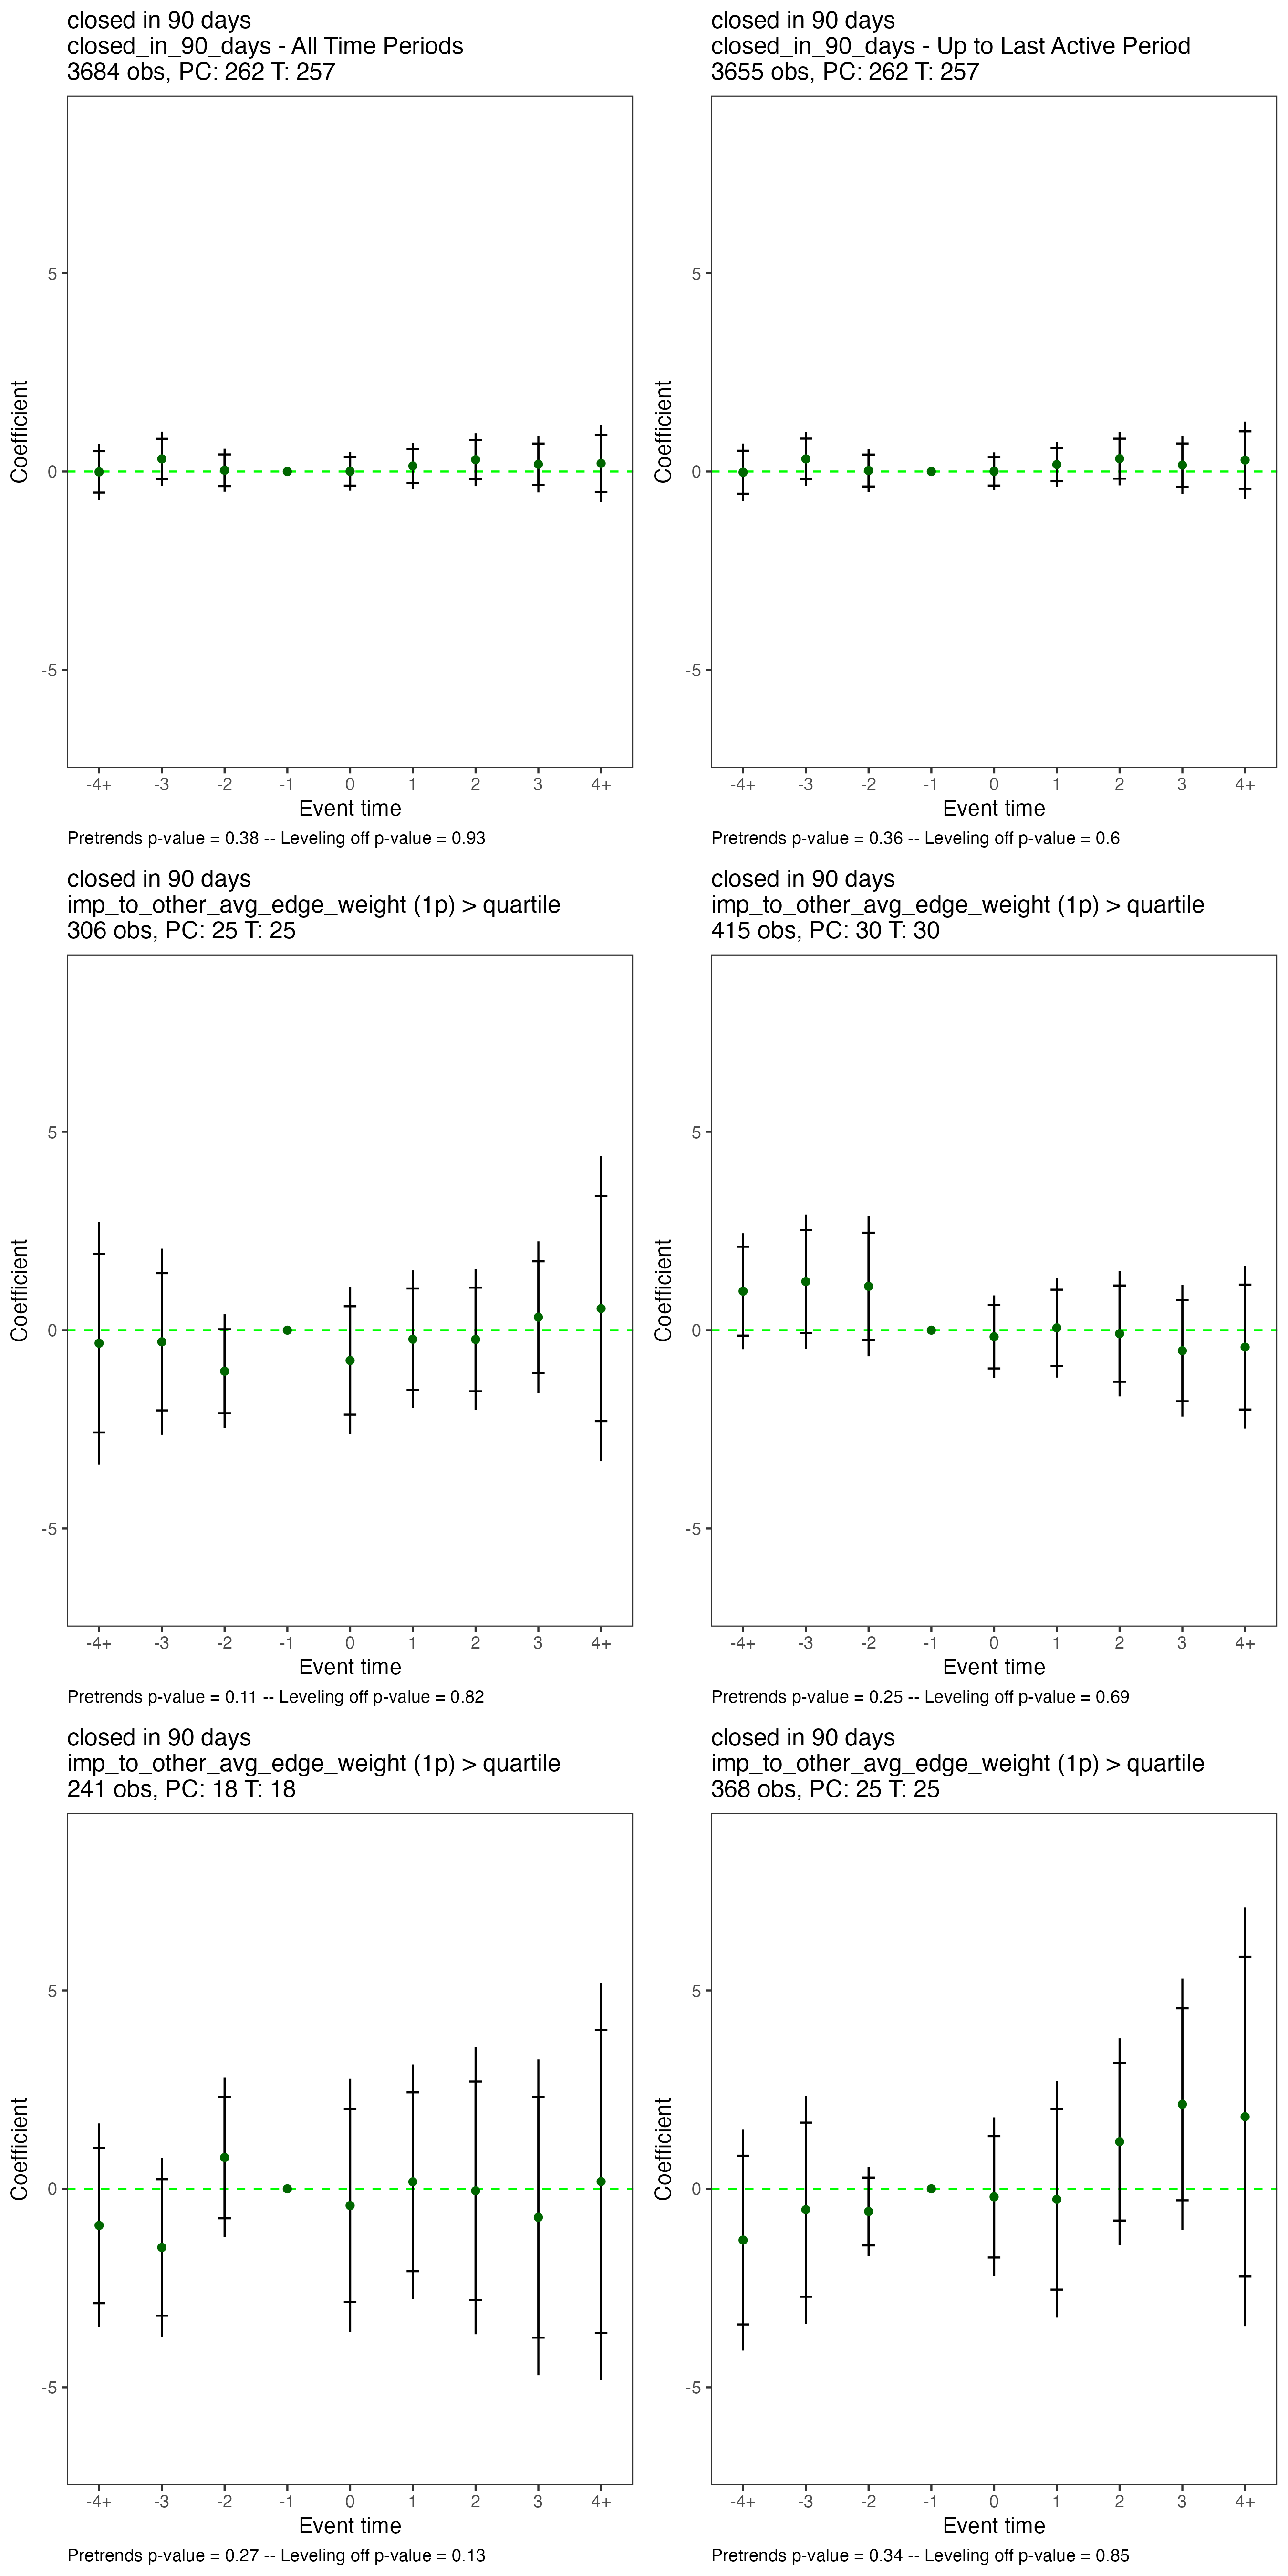 closed in 90 days
closed_in_90_days - All Time Periods
3684 obs, PC: 262 T: 257
Coefficient
5
0
-5
-4+ -3 -2 -1 0 1 2 3 4+
Event time
Pretrends p-value = 0.38 -- Leveling off p-value = 0.93
closed in 90 days
closed_in_90_days - Up to Last Active Period
3655 obs, PC: 262 T: 257
Coefficient
5
0
-5
-4+ -3 -2 -1 0 1 2 3 4+
Event time
Pretrends p-value = 0.36 -- Leveling off p-value = 0.6
closed in 90 days
imp_to_other_avg_edge_weight (1p) > quartile
306 obs, PC: 25 T: 25
Coefficient
5
0
-5
-4+ -3 -2 -1 0 1 2 3 4+
Event time
Pretrends p-value = 0.11 -- Leveling off p-value = 0.82
closed in 90 days
imp_to_other_avg_edge_weight (1p) > quartile
415 obs, PC: 30 T: 30
Coefficient
5
0
-5
-4+ -3 -2 -1 0 1 2 3 4+
Event time
Pretrends p-value = 0.25 -- Leveling off p-value = 0.69
closed in 90 days
imp_to_other_avg_edge_weight (1p) > quartile
241 obs, PC: 18 T: 18
Coefficient
5
0
-5
-4+ -3 -2 -1 0 1 2 3 4+
Event time
Pretrends p-value = 0.27 -- Leveling off p-value = 0.13
closed in 90 days
imp_to_other_avg_edge_weight (1p) > quartile
368 obs, PC: 25 T: 25
Coefficient
5
0
-5
-4+ -3 -2 -1 0 1 2 3 4+
Event time
Pretrends p-value = 0.34 -- Leveling off p-value = 0.85